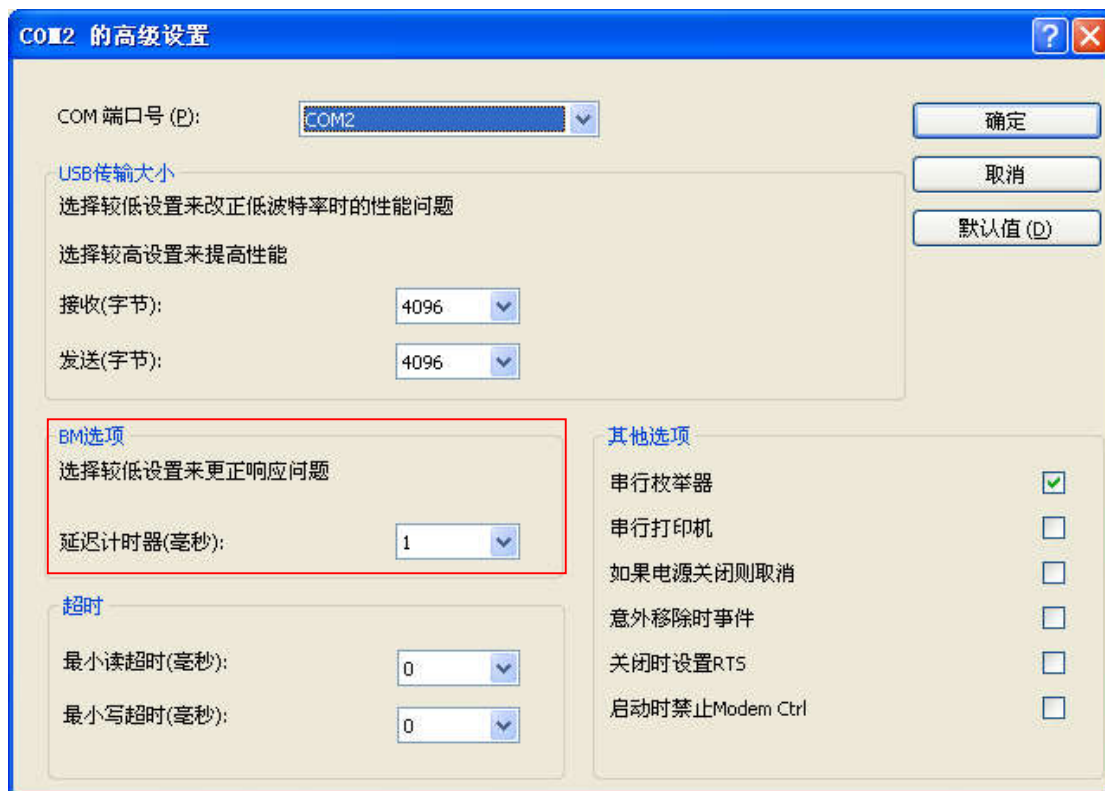 COM2 的高级设置
COM 端口号(P):
COM2
确定
取消
默认值(D)
USB传输大小
选择较低设置来改正低波特率时的性能问题
选择较高设置来提高性能
接收(字节):
4096
发送(字节):
4096
BM选项
选择较低设置来更正响应问题
延迟计时器(毫秒):
1
超时
最小读超时(毫秒):
0
最小写超时(毫秒):
0
其他选项
串行枚举器
串行打印机
如果电源关闭则取消
意外移除时事件
关闭时设置RTS
启动时禁止Modem Ctrl